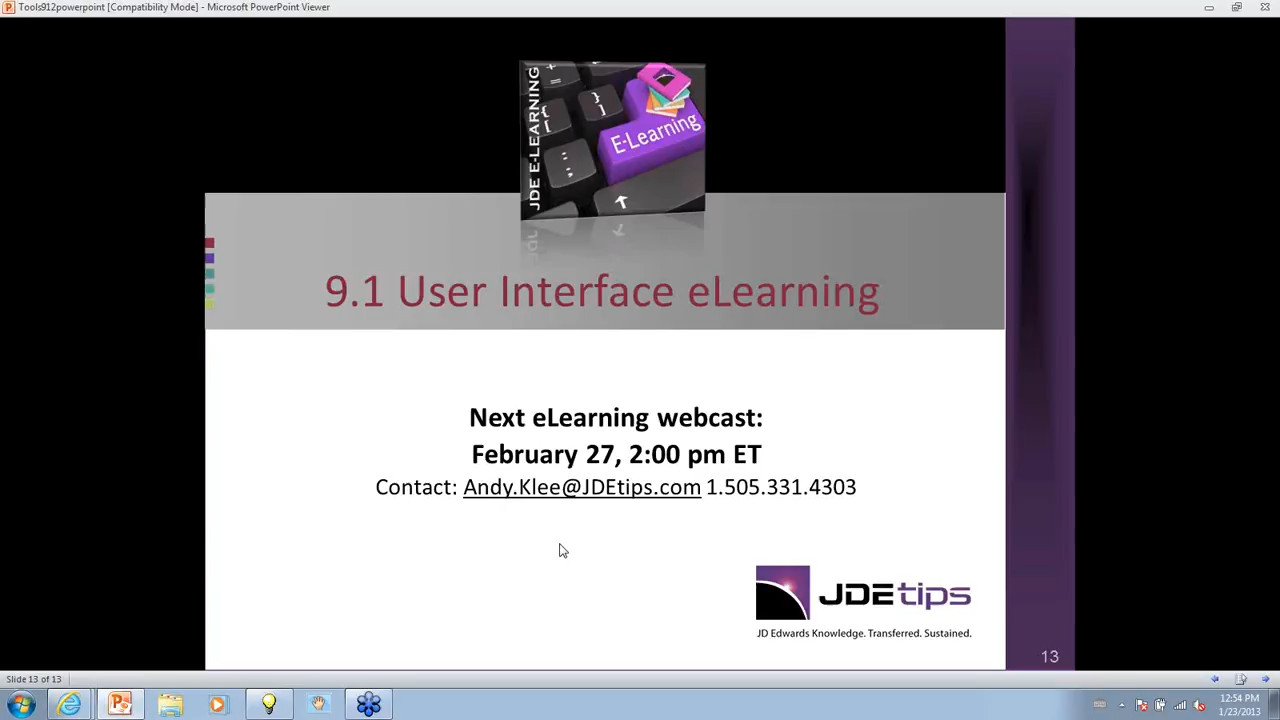 Tools912powerpoint [Compatibility Mode] - Microsoft PowerPoint Viewer
JDE E-LEARNING
E-Learning
9.1 User Interface eLearning
Next eLearning webcast:
February 27, 2:00 pm ET
Contact: Andy.Klee@JDEtips.com 1.505.331.4303
JDEtips
JD Edwards Knowledge. Transferred. Sustained.
13
Slide 13 of 13
12:54 PM
1/23/2013